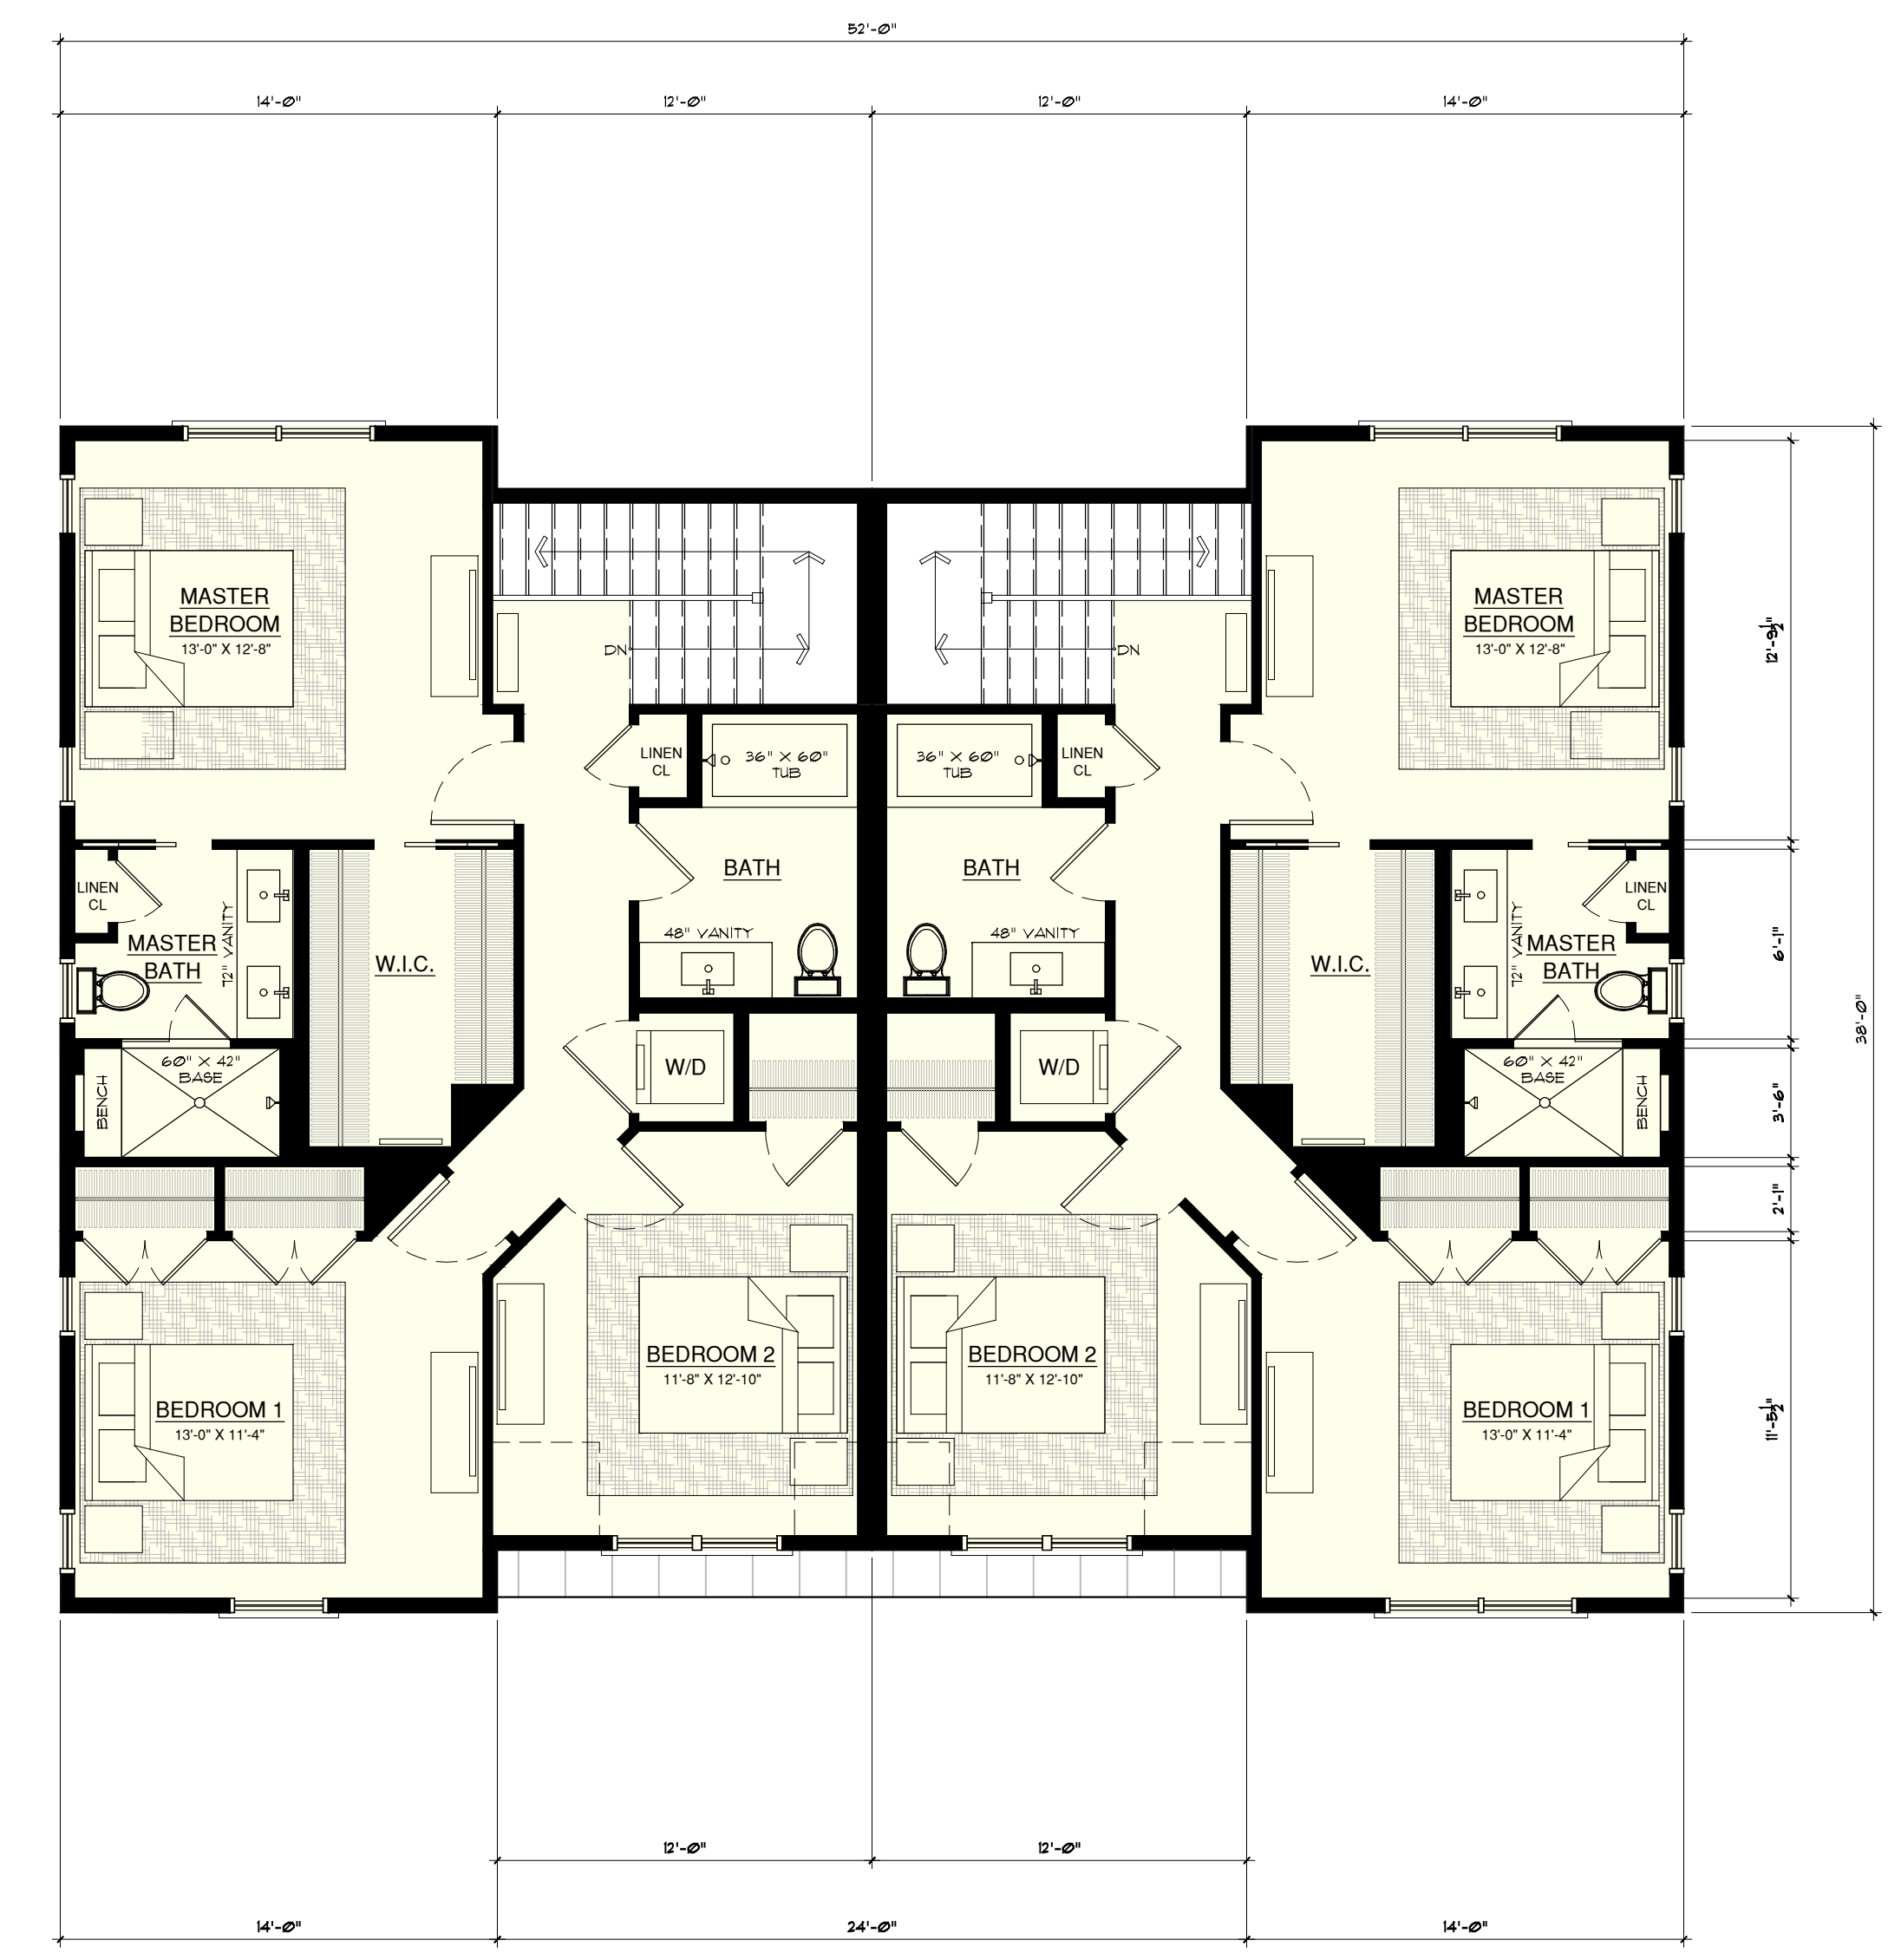 52'-0"
14'-0" 12'-0" 12'-0" 14'-0"
MASTER
BEDROOM
13'-0" X 12'-8"
MASTER
BEDROOM
13'-0" X 12'-8"
12'-9½"
DN DN
LINEN
CL
36" X 60"
TUB
36" X 60"
TUB
LINEN
CL
LINEN
CL
MASTER
BATH
72" VANITY
W.I.C.
BATH
48" VANITY
BATH
48" VANITY
W.I.C.
72" VANITY
MASTER
BATH
LINEN
CL
6'-1"
38'-0"
BENCH
60" X 42"
BASE
W/D
W/D
60" X 42"
BASE
BENCH
3'-6"
2'-1"
BEDROOM 1
13'-0" X 11'-4"
BEDROOM 2
11'-8" X 12'-10"
BEDROOM 2
11'-8" X 12'-10"
BEDROOM 1
13'-0" X 11'-4"
11'-5½"
12'-0" 12'-0"
14'-0" 24'-0" 14'-0"